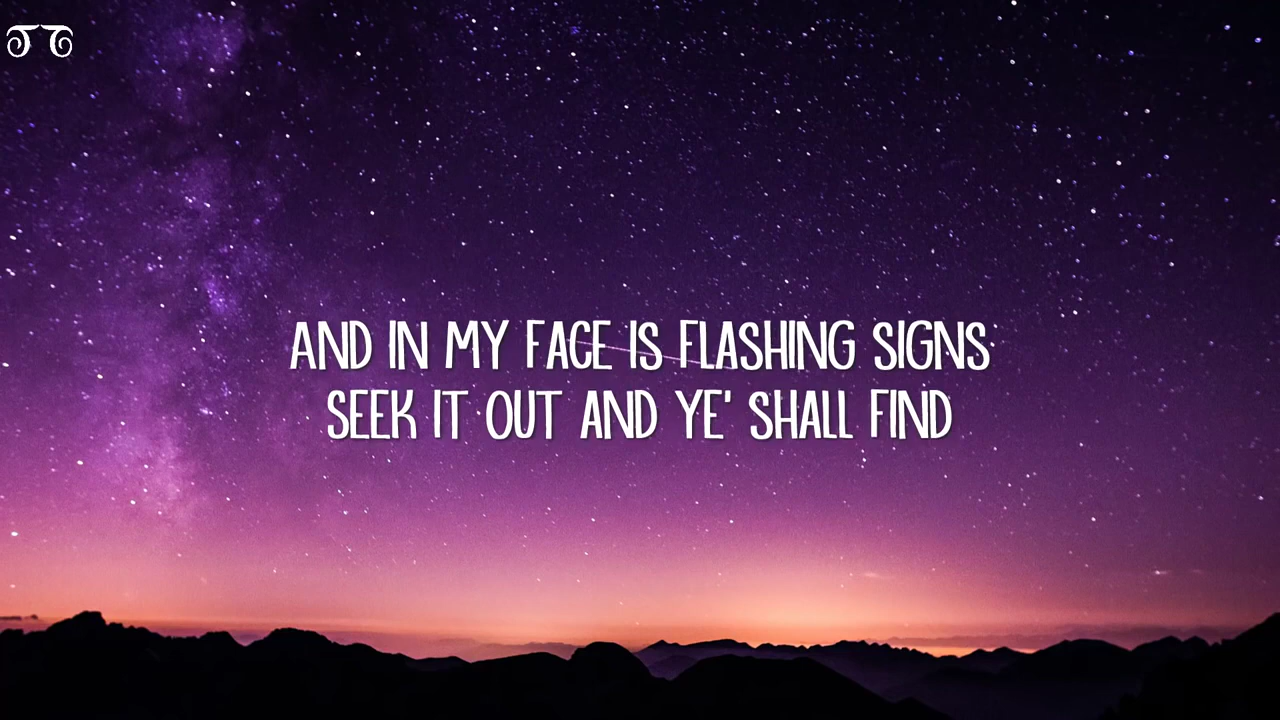 AND IN MY FACE IS FLASHING SIGNS
SEEK IT OUT AND YE' SHALL FIND